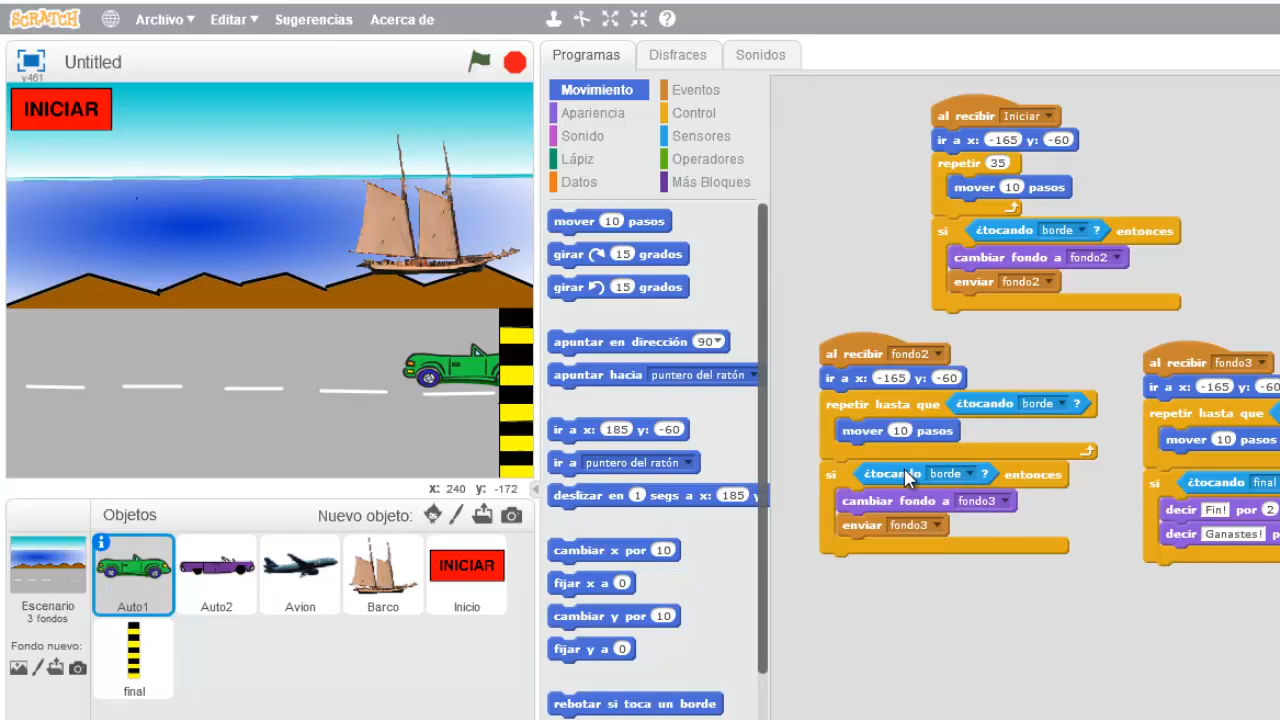 SCRATCH Archivo Editar Sugerencias Acerca de
v461 Untitled
INICIAR
x: 240 y: -172
Objetos Nuevo objeto:
Escenario
3 fondos
Fondo nuevo:
Auto1 Auto2 Avion Barco Inicio
INICIAR
final
Programas Disfraces Sonidos
Movimiento Eventos
Apariencia Control
Sonido Sensores
Lápiz Operadores
Datos Más Bloques
mover 10 pasos
girar 15 grados
girar 15 grados
apuntar en dirección 90
apuntar hacia puntero del ratón
ir a x: 185 y: -60
ir a puntero del ratón
deslizar en 1 segs a x: 185 y
cambiar x por 10
fijar x a 0
cambiar y por 10
fijar y a 0
rebotar si toca un borde
al recibir Iniciar
ir a x: -165 y: -60
repetir 35
mover 10 pasos
si ¿tocando borde ? entonces
cambiar fondo a fondo2
enviar fondo2
al recibir fondo2
ir a x: -165 y: -60
repetir hasta que ¿tocando borde ?
mover 10 pasos
si ¿tocando borde ? entonces
cambiar fondo a fondo3
enviar fondo3
al recibir fondo3
ir a x: -165 y: -60
repetir hasta que
mover 10 pasos
si ¿tocando final
decir Fin! por 2
decir Ganastes! p